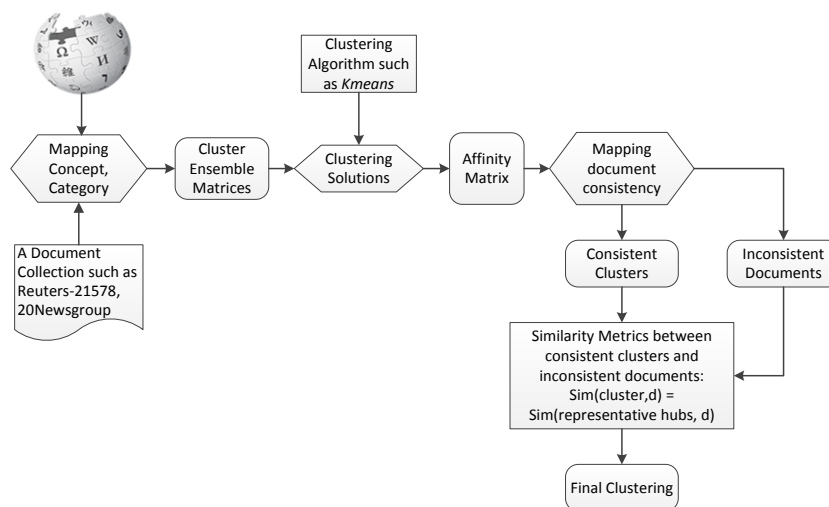 Ω
W
И
維
Clustering
Algorithm such
as Kmeans
Mapping
Concept,
Category
Cluster
Ensemble
Matrices
Clustering
Solutions
Affinity
Matrix
Mapping
document
consistency
A Document
Collection such as
Reuters-21578,
20Newsgroup
Consistent
Clusters
Inconsistent
Documents
Similarity Metrics between
consistent clusters and
inconsistent documents:
Sim(cluster,d) =
Sim(representative hubs, d)
Final Clustering